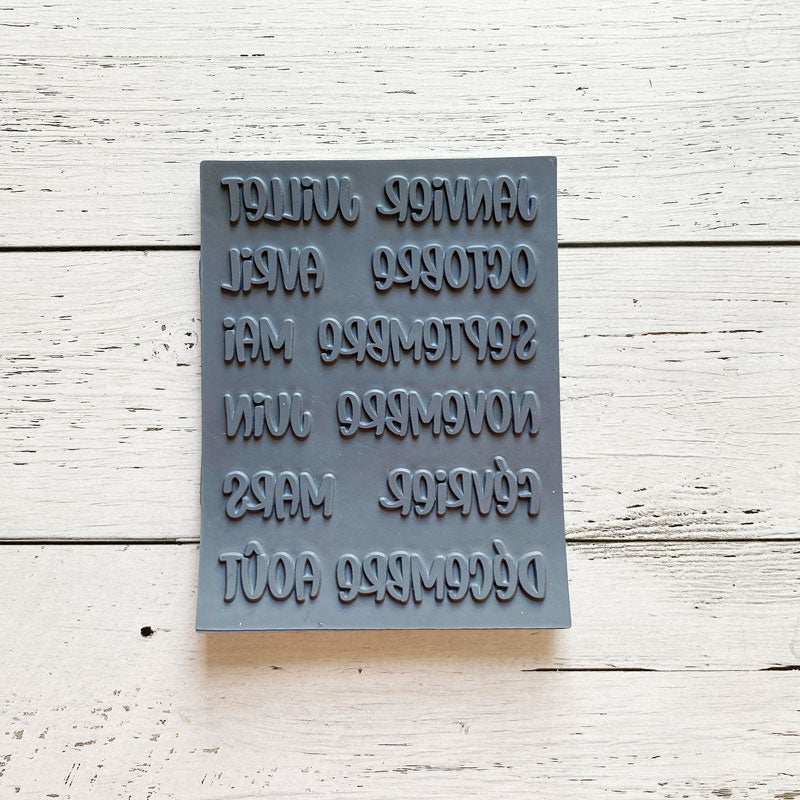 JANViER JUiLLET
OCTOBRE AVRiL
SEPTEMBRE MAi
NOVEMBRE JUiN
FÉVRiER MARS
DÉCEMBRE AOÛT